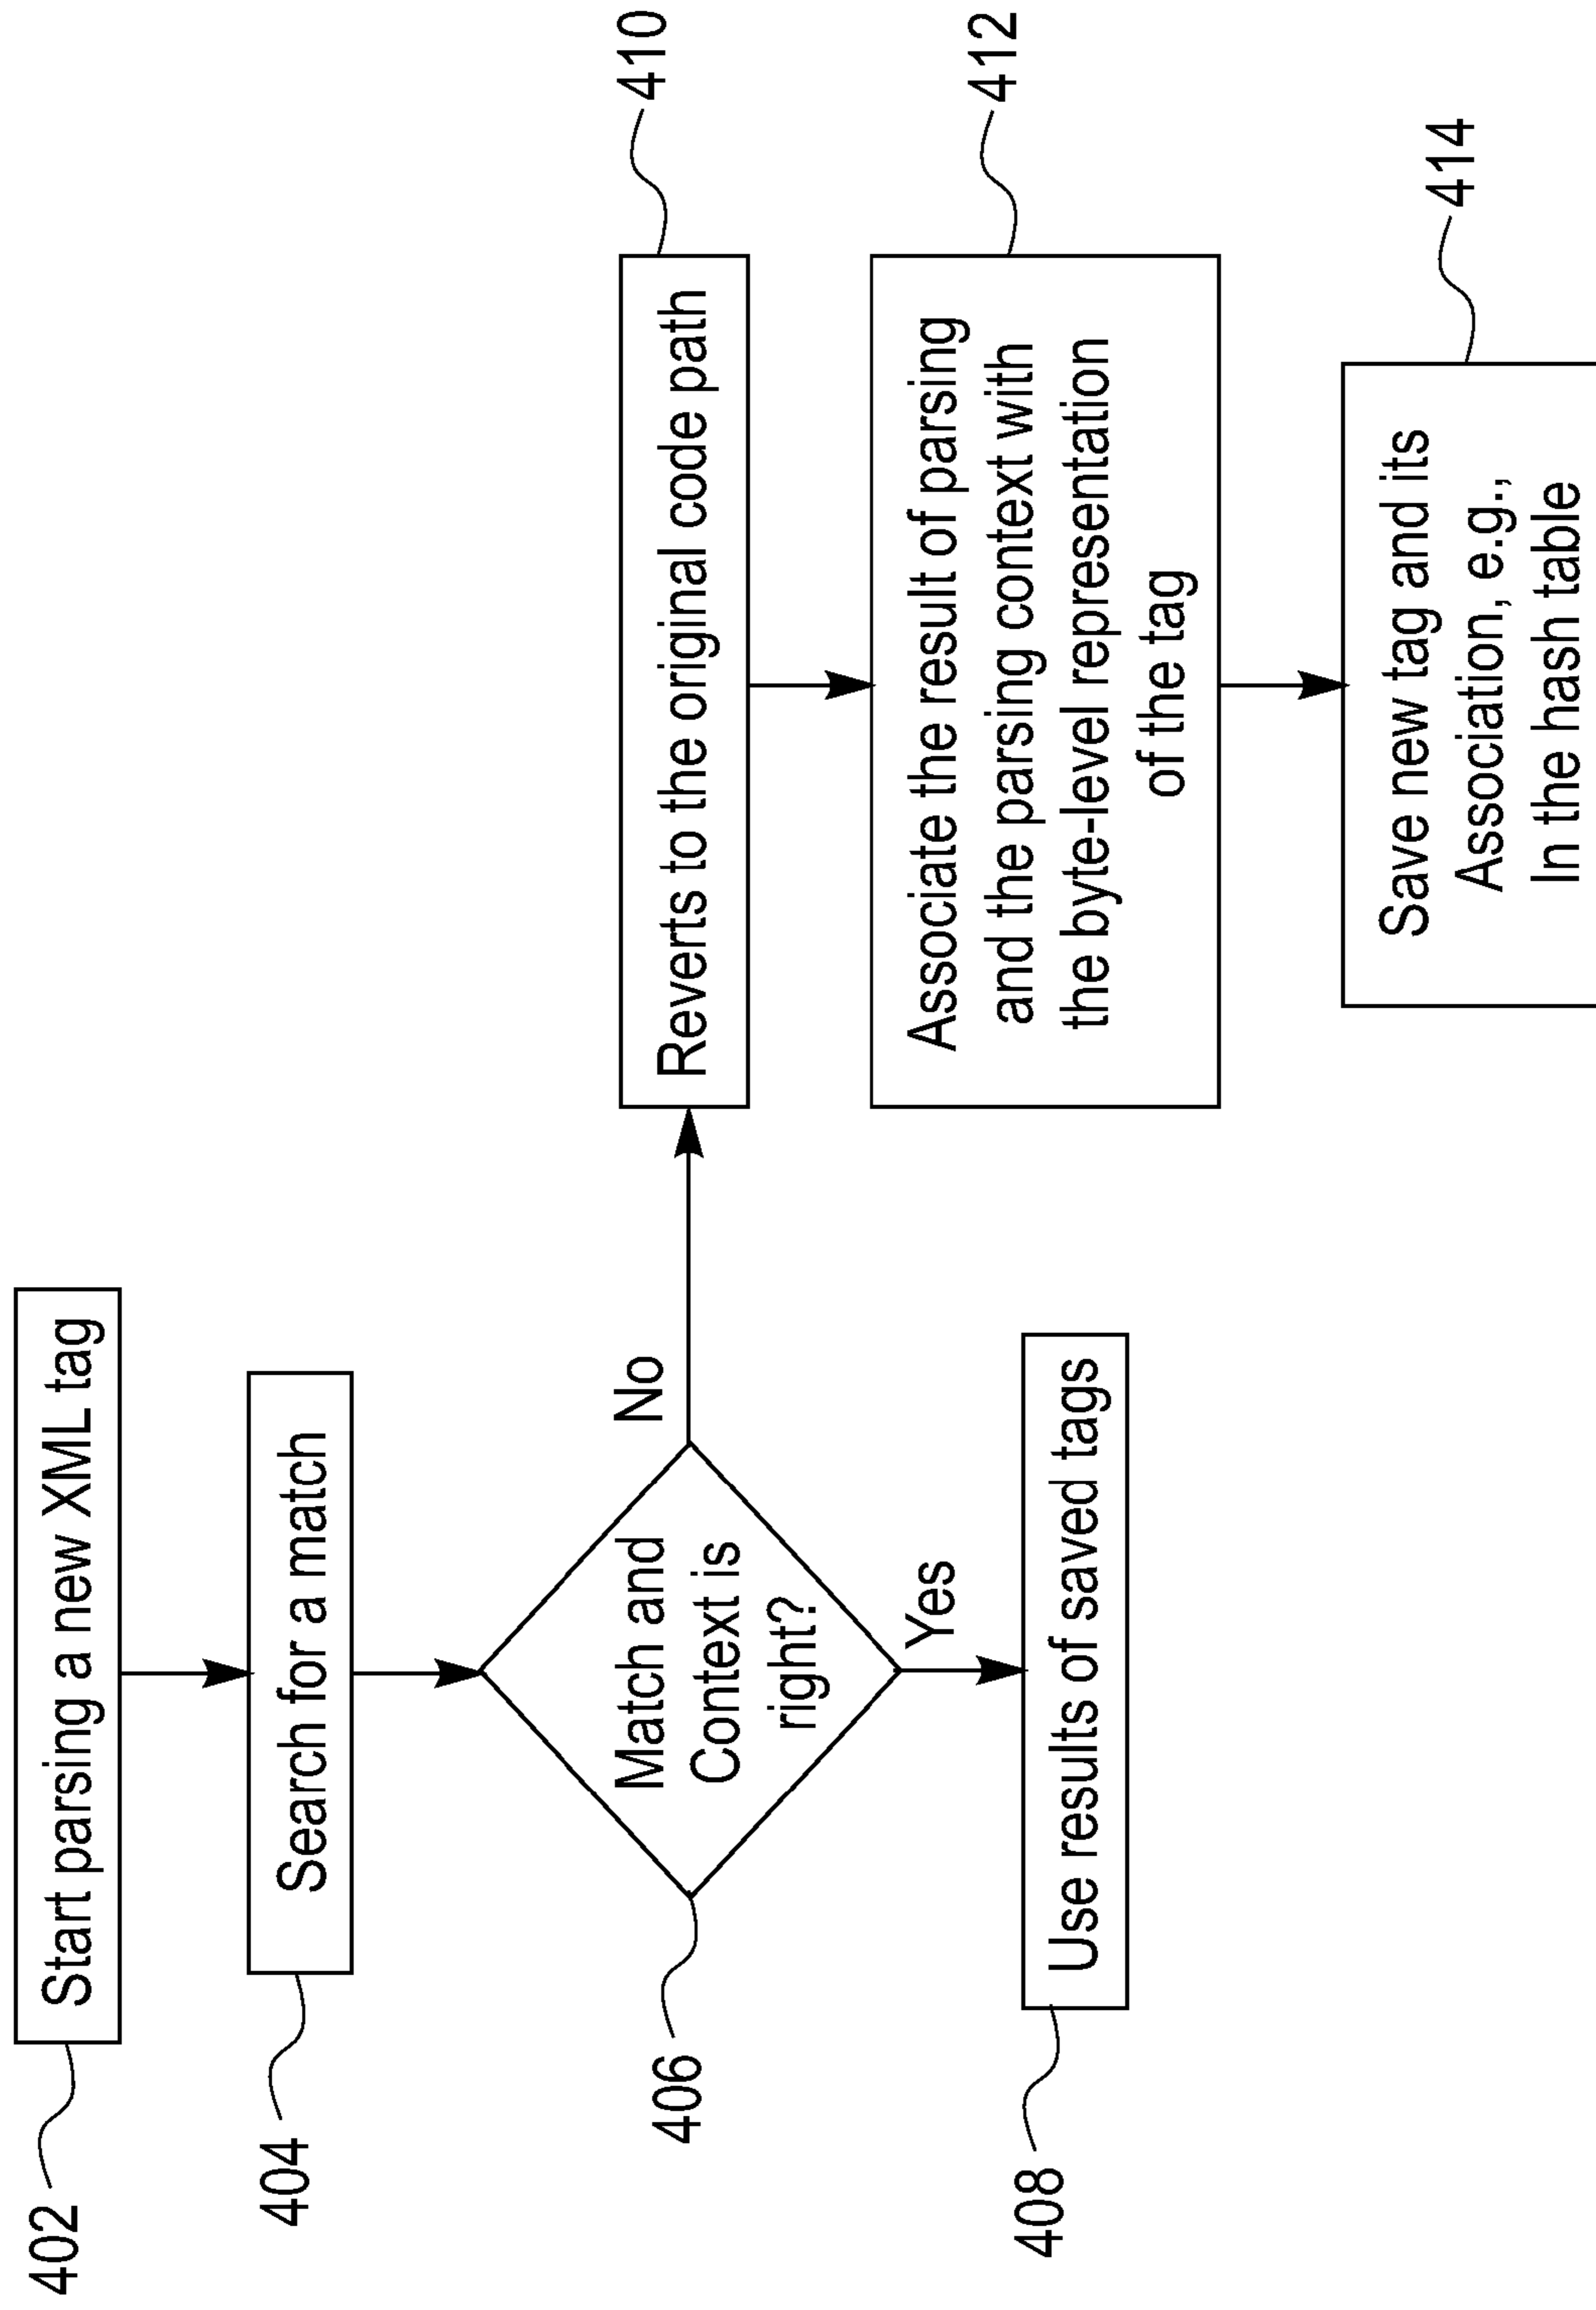 402
Start parsing a new XML tag
404
Search for a match
406
Match and
Context is
right?
No
Yes
408
Use results of saved tags
410
Reverts to the original code path
412
Associate the result of parsing
and the parsing context with
the byte-level representation
of the tag
414
Save new tag and its
Association, e.g.,
In the hash table